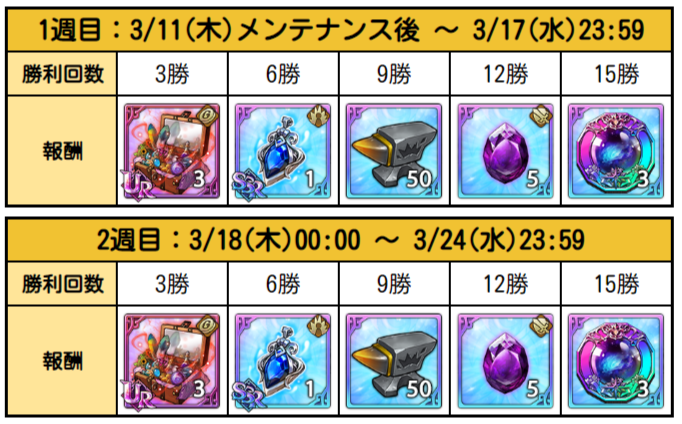 1週目：3/11(木)メンテナンス後 ～ 3/17(水)23:59
勝利回数 3勝 6勝 9勝 12勝 15勝
報酬 UR 3 SSR 1 50 5 3
2週目：3/18(木)00:00 ～ 3/24(水)23:59
勝利回数 3勝 6勝 9勝 12勝 15勝
報酬 UR 3 SSR 1 50 5 3